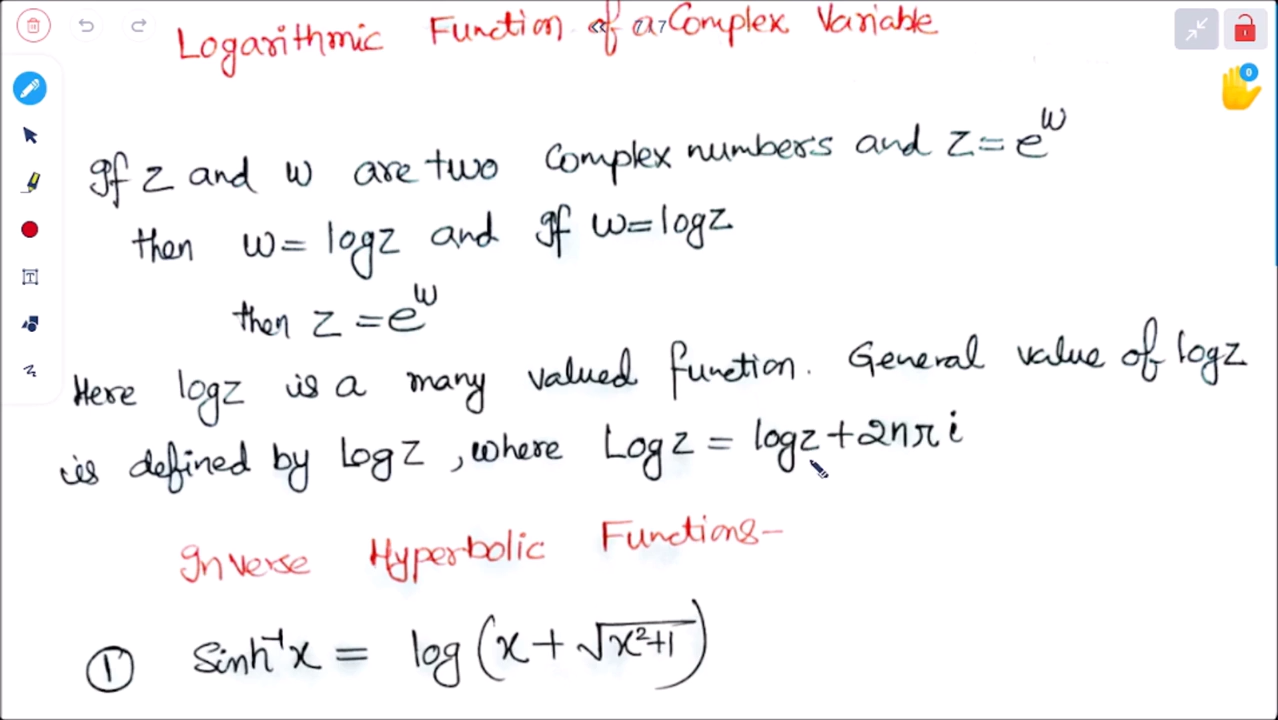 Logarithmic Function of a Complex Variable
0
If z and w are two Complex numbers and z = e^w
then w = log z and If w = log z
then z = e^w
Here log z is a many valued function. General value of log z
is defined by Log z , where Log z = log z + 2nπi
Inverse Hyperbolic Functions-
① Sinh⁻¹x = log (x + √x²+1)